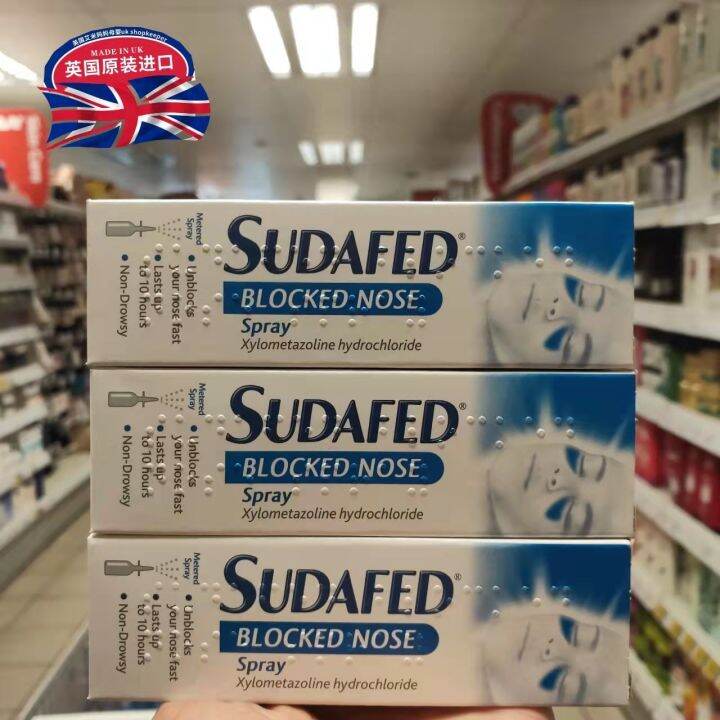 英国艾米妈妈母婴uk shopkeeper
MADE IN UK
英国原装进口
Skin Care
Metered
Spray
• Unblocks
your nose fast
• Lasts up
to 10 hours
• Non-Drowsy
SUDAFED®
BLOCKED NOSE
Spray
Xylometazoline hydrochloride
Metered
Spray
• Unblocks
your nose fast
• Lasts up
to 10 hours
• Non-Drowsy
SUDAFED®
BLOCKED NOSE
Spray
Xylometazoline hydrochloride
Metered
Spray
• Unblocks
your nose fast
• Lasts up
to 10 hours
• Non-Drowsy
SUDAFED®
BLOCKED NOSE
Spray
Xylometazoline hydrochloride